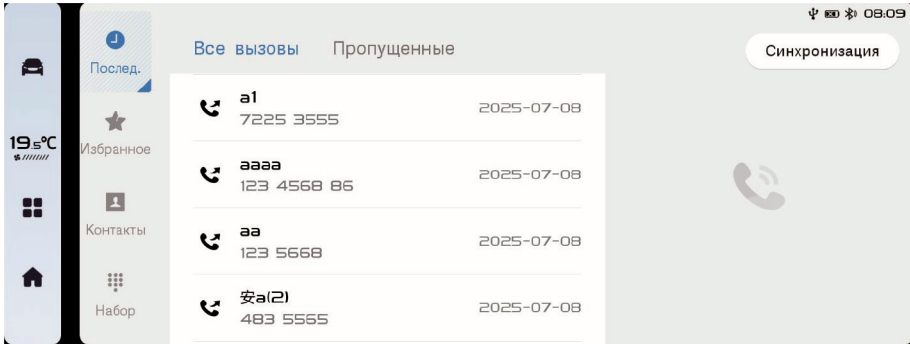 08:09
19.5°C
Послед.
Избранное
Контакты
Набор
Все вызовы
Пропущенные
Синхронизация
a1
7225 3555
2025-07-08
aaaa
123 4568 86
2025-07-08
aa
123 5668
2025-07-08
安a(2)
483 5565
2025-07-08